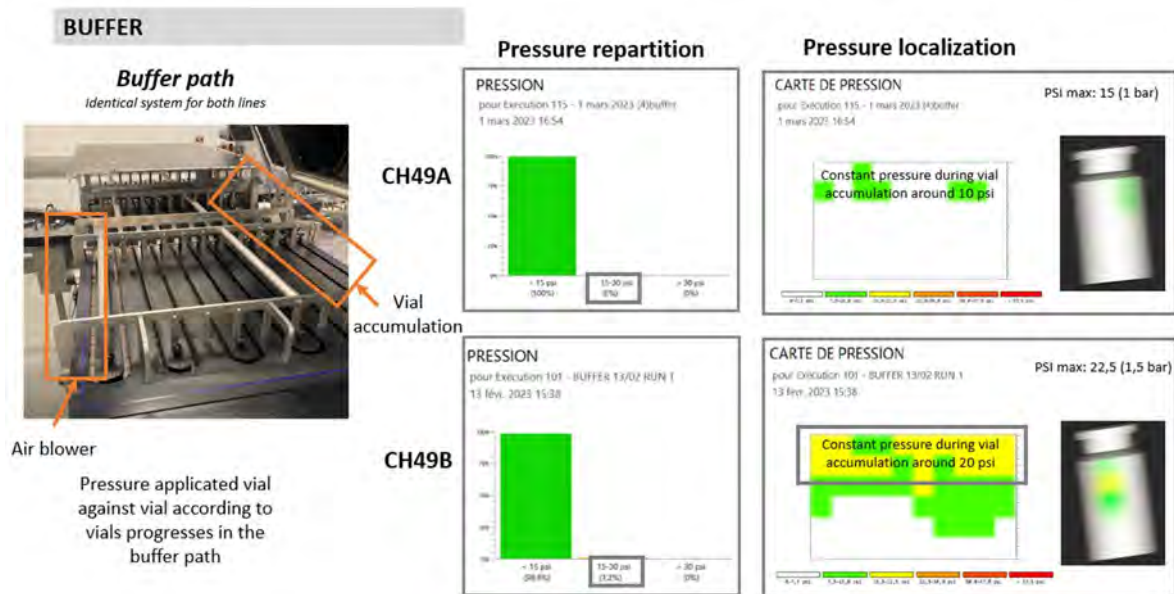 BUFFER
Buffer path
Identical system for both lines
Air blower
Vial
accumulation
Pressure applicated vial
against vial according to
vials progresses in the
buffer path
Pressure repartition
Pressure localization
CH49A
PRESSION
pour Exécution 115 - 1 mars 2023 (4)buffer
1 mars 2023 16:54
100%
< 15 psi
(100%)
15-30 psi
(0%)
> 30 psi
(0%)
CARTE DE PRESSION
pour Exécution 115 - 1 mars 2023 (4)buffer
1 mars 2023 16:54
PSI max: 15 (1 bar)
Constant pressure during vial
accumulation around 10 psi
CH49B
PRESSION
pour Exécution 101 - BUFFER 13/02 RUN 1
13 févr. 2023 15:38
< 15 psi
15-30 psi
> 30 psi
(0%)
CARTE DE PRESSION
pour Exécution 101 - BUFFER 13/02 RUN 1
13 févr. 2023 15:38
PSI max: 22,5 (1,5 bar)
Constant pressure during vial
accumulation around 20 psi